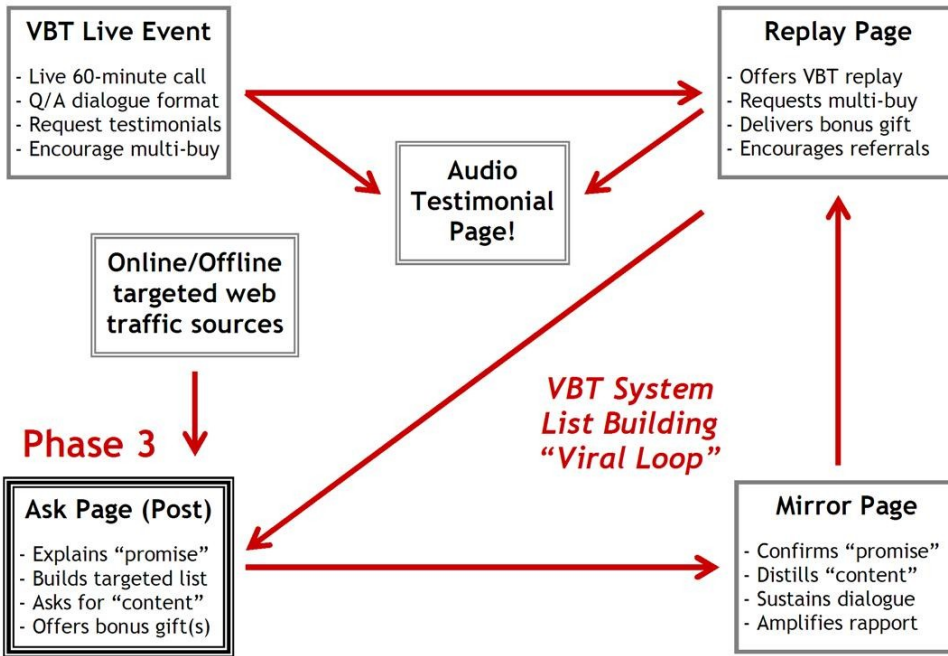 VBT Live Event
- Live 60-minute call
- Q/A dialogue format
- Request testimonials
- Encourage multi-buy
Replay Page
- Offers VBT replay
- Requests multi-buy
- Delivers bonus gift
- Encourages referrals
Audio
Testimonial
Page!
Online/Offline
targeted web
traffic sources
VBT System
List Building
“Viral Loop”
Phase 3
Ask Page (Post)
- Explains “promise”
- Builds targeted list
- Asks for “content”
- Offers bonus gift(s)
Mirror Page
- Confirms “promise”
- Distills “content”
- Sustains dialogue
- Amplifies rapport